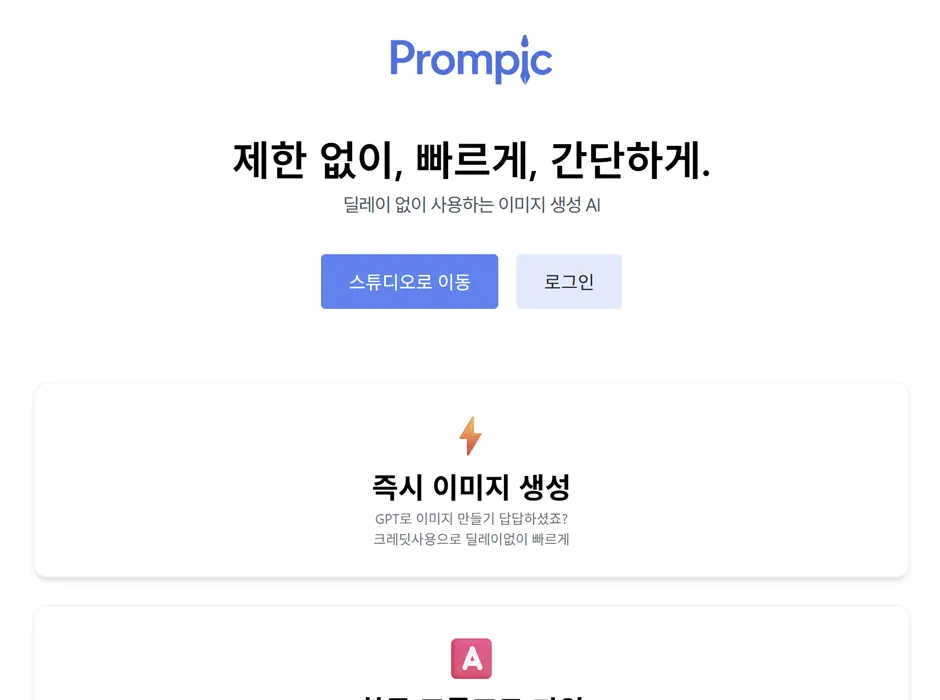 Prompic
제한 없이, 빠르게, 간단하게.
딜레이 없이 사용하는 이미지 생성 AI
스튜디오로 이동
로그인
즉시 이미지 생성
GPT로 이미지 만들기 답답하셨죠?
크레딧사용으로 딜레이없이 빠르게
A